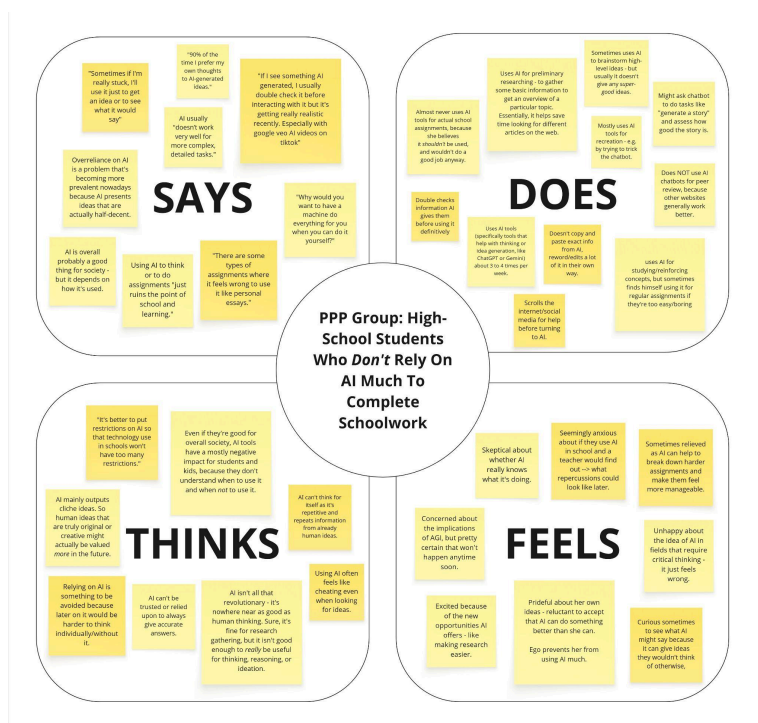 "Sometimes if I'm
really stuck, I'll
use it just to get
an idea or to see
what it would
say"
"90% of the
time I prefer my
own thoughts
to AI-generated
ideas."
"If I see something AI
generated, I usually
double check it before
interacting with it but it's
getting really realistic
recently. Especially with
google veo AI videos on
tiktok"
AI usually
"doesn't work
very well for
more complex,
detailed tasks."
Overreliance on AI
is a problem that's
becoming more
prevalent nowadays
because AI presents
ideas that are
actually half-decent.
SAYS
"Why would you
want to have a
machine do
everything for you
when you can do it
yourself?"
AI is overall
probably a good
thing for society -
but it depends on
how it's used.
Using AI to think
or to do
assignments "just
ruins the point of
school and
learning."
"There are some
types of
assignments where
it feels wrong to use
it like personal
essays."
Almost never uses AI
tools for actual school
assignments, because
she believes
it shouldn't be used,
and wouldn't do a
good job anyway.
Uses AI for preliminary
researching - to gather
some basic information
to get an overview of a
particular topic.
Essentially, it helps save
time looking for different
articles on the web.
Sometimes uses AI
to brainstorm high-
level ideas - but
usually it doesn't
give any super-
good ideas.
Might ask chatbot
to do tasks like
"generate a story"
and assess how
good the story is.
Mostly uses AI
tools for
recreation - e.g.
by trying to trick
the chatbot.
DOES
Does NOT use AI
chatbots for peer
review, because
other websites
generally work
better.
Double checks
information AI
gives them
before using it
definitively
Uses AI tools
(specifically tools that
help with thinking or
idea generation, like
ChatGPT or Gemini)
about 3 to 4 times per
week.
Doesn't copy and
paste exact info
from AI,
reword/edits a lot
of it in their own
way.
uses AI for
studying/reinforcing
concepts, but sometimes
finds himself using it for
regular assignments if
they're too easy/boring
Scrolls the
internet/social
media for help
before turning to
AI.
PPP Group: High-
School Students
Who Don't Rely On
AI Much To
Complete
Schoolwork
"It's better to put
restrictions on AI so
that technology use
in schools won't
have too many
restrictions."
Even if they're good for
overall society, AI tools
have a mostly negative
impact for students and
kids, because they don't
understand when to use it
and when not to use it.
AI mainly outputs
cliche ideas. So
human ideas that
are truly original or
creative might
actually be valued
more in the future.
AI can't think for
itself as it's
repetitive and
repeats information
from already
human ideas.
THINKS
Relying on AI is
something to be
avoided because
later on it would be
harder to think
individually/without
it.
AI can't be
trusted or relied
upon to always
give accurate
answers.
AI isn't all that
revolutionary - it's
nowhere near as good as
human thinking. Sure, it's
fine for research
gathering, but it isn't good
enough to really be useful
for thinking, reasoning, or
ideation.
Using AI often
feels like
cheating even
when looking
for ideas.
Skeptical about
whether AI
really knows
what it's doing.
Seemingly anxious
about if they use AI
in school and a
teacher would find
out --> what
repercussions could
look like later.
Sometimes relieved
as AI can help to
break down harder
assignments and
make them feel
more manageable.
Concerned about
the implications
of AGI, but pretty
certain that won't
happen anytime
soon.
FEELS
Unhappy about
the idea of AI in
fields that require
critical thinking -
it just feels
wrong.
Excited because
of the new
opportunities AI
offers - like
making research
easier.
Prideful about her own
ideas - reluctant to accept
that AI can do something
better than she can.
Ego prevents her from
using AI much.
Curious sometimes
to see what AI
might say because
it can give ideas
they wouldn't think
of otherwise,